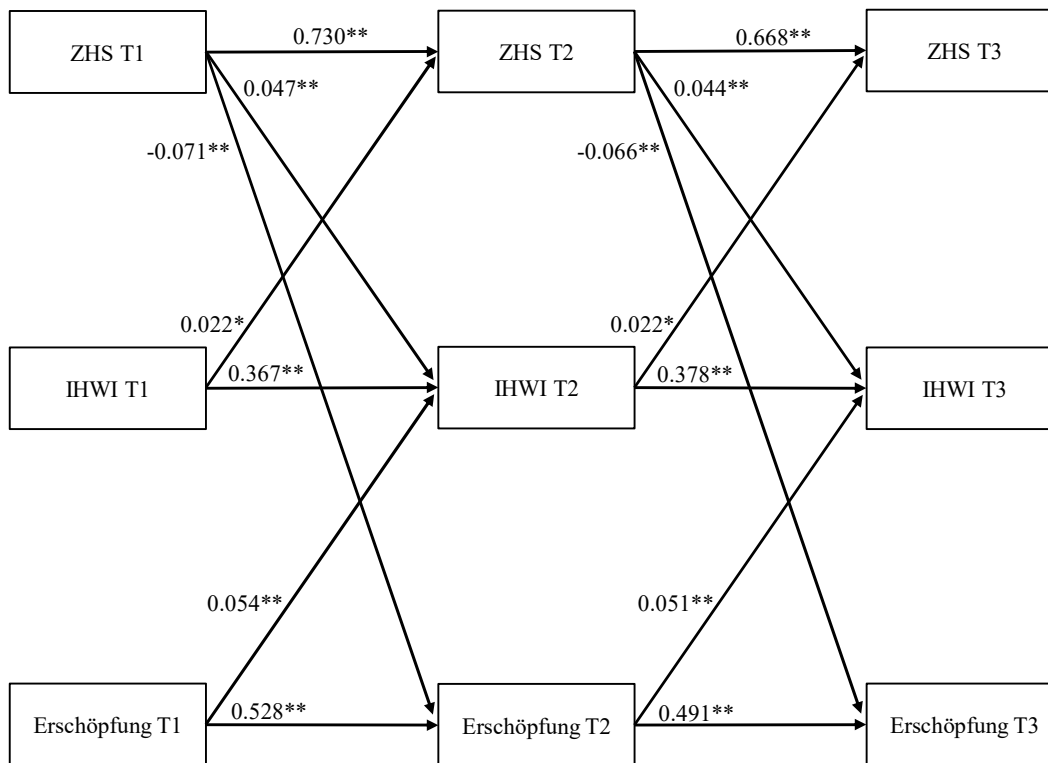 ZHS T1
0.730**
ZHS T2
0.668**
ZHS T3
0.047**
0.044**
-0.071**
-0.066**
0.022*
0.022*
IHWI T1
0.367**
IHWI T2
0.378**
IHWI T3
0.054**
0.051**
Erschöpfung T1
0.528**
Erschöpfung T2
0.491**
Erschöpfung T3